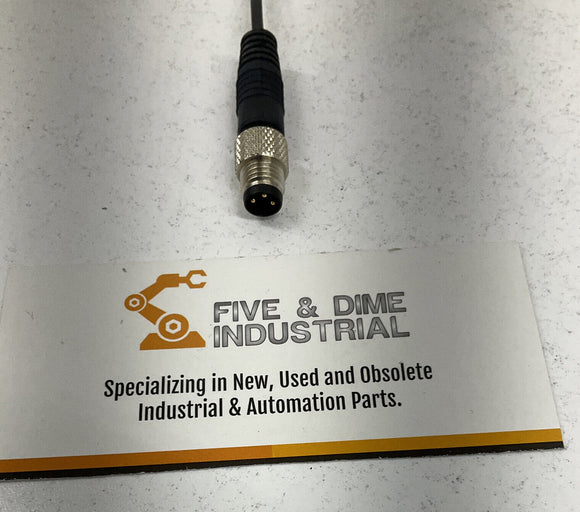 FIVE & DIME
INDUSTRIAL
Specializing in New, Used and Obsolete
Industrial & Automation Parts.